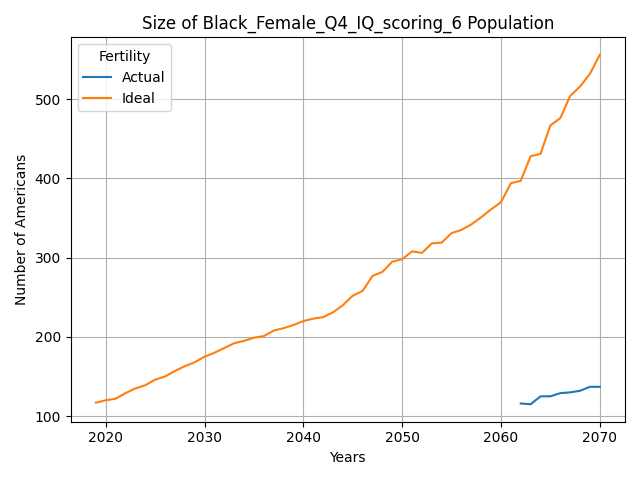 Size of Black_Female_Q4_IQ_scoring_6 Population
Fertility
Actual
Ideal
Number of Americans
500
400
300
200
100
2020 2030 2040 2050 2060 2070
Years